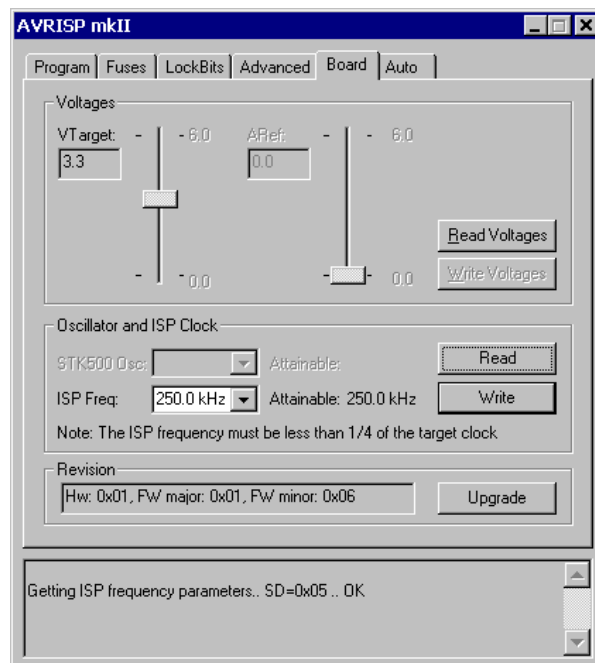 AVRISP mkII
Program Fuses LockBits Advanced Board Auto
Voltages
VTarget: 6.0 ARef: 6.0
3.3 0.0
Read Voltages
0.0 0.0 Write Voltages
Oscillator and ISP Clock
STK500 Osc: Attainable: Read
ISP Freq: 250.0 kHz Attainable: 250.0 kHz Write
Note: The ISP frequency must be less than 1/4 of the target clock
Revision
Hw: 0x01, FW major: 0x01, FW minor: 0x06 Upgrade
Getting ISP frequency parameters.. SD=0x05 .. OK